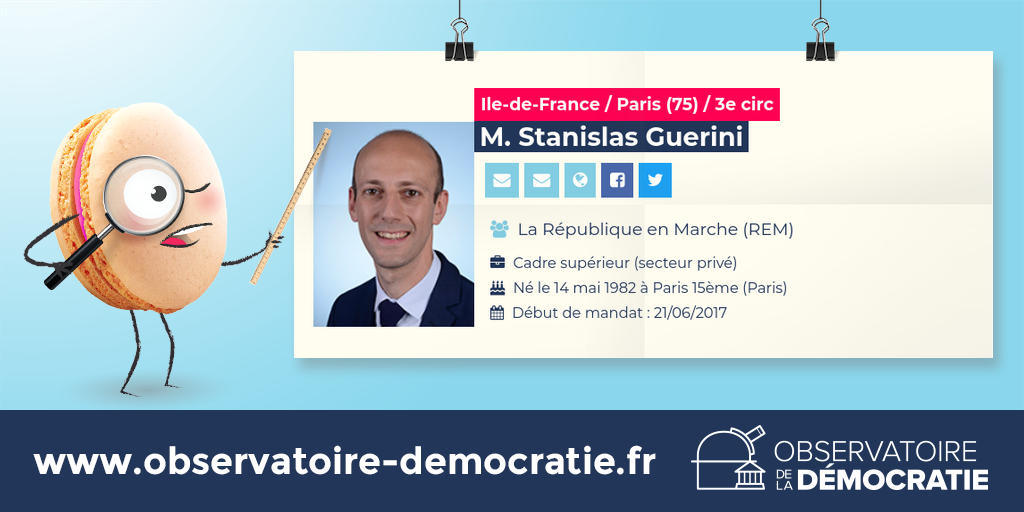 Ile-de-France / Paris (75) / 3e circ
M. Stanislas Guerini
La République en Marche (REM)
Cadre supérieur (secteur privé)
Né le 14 mai 1982 à Paris 15ème (Paris)
Début de mandat : 21/06/2017
www.observatoire-democratie.fr
OBSERVATOIRE
DE LA DÉMOCRATIE